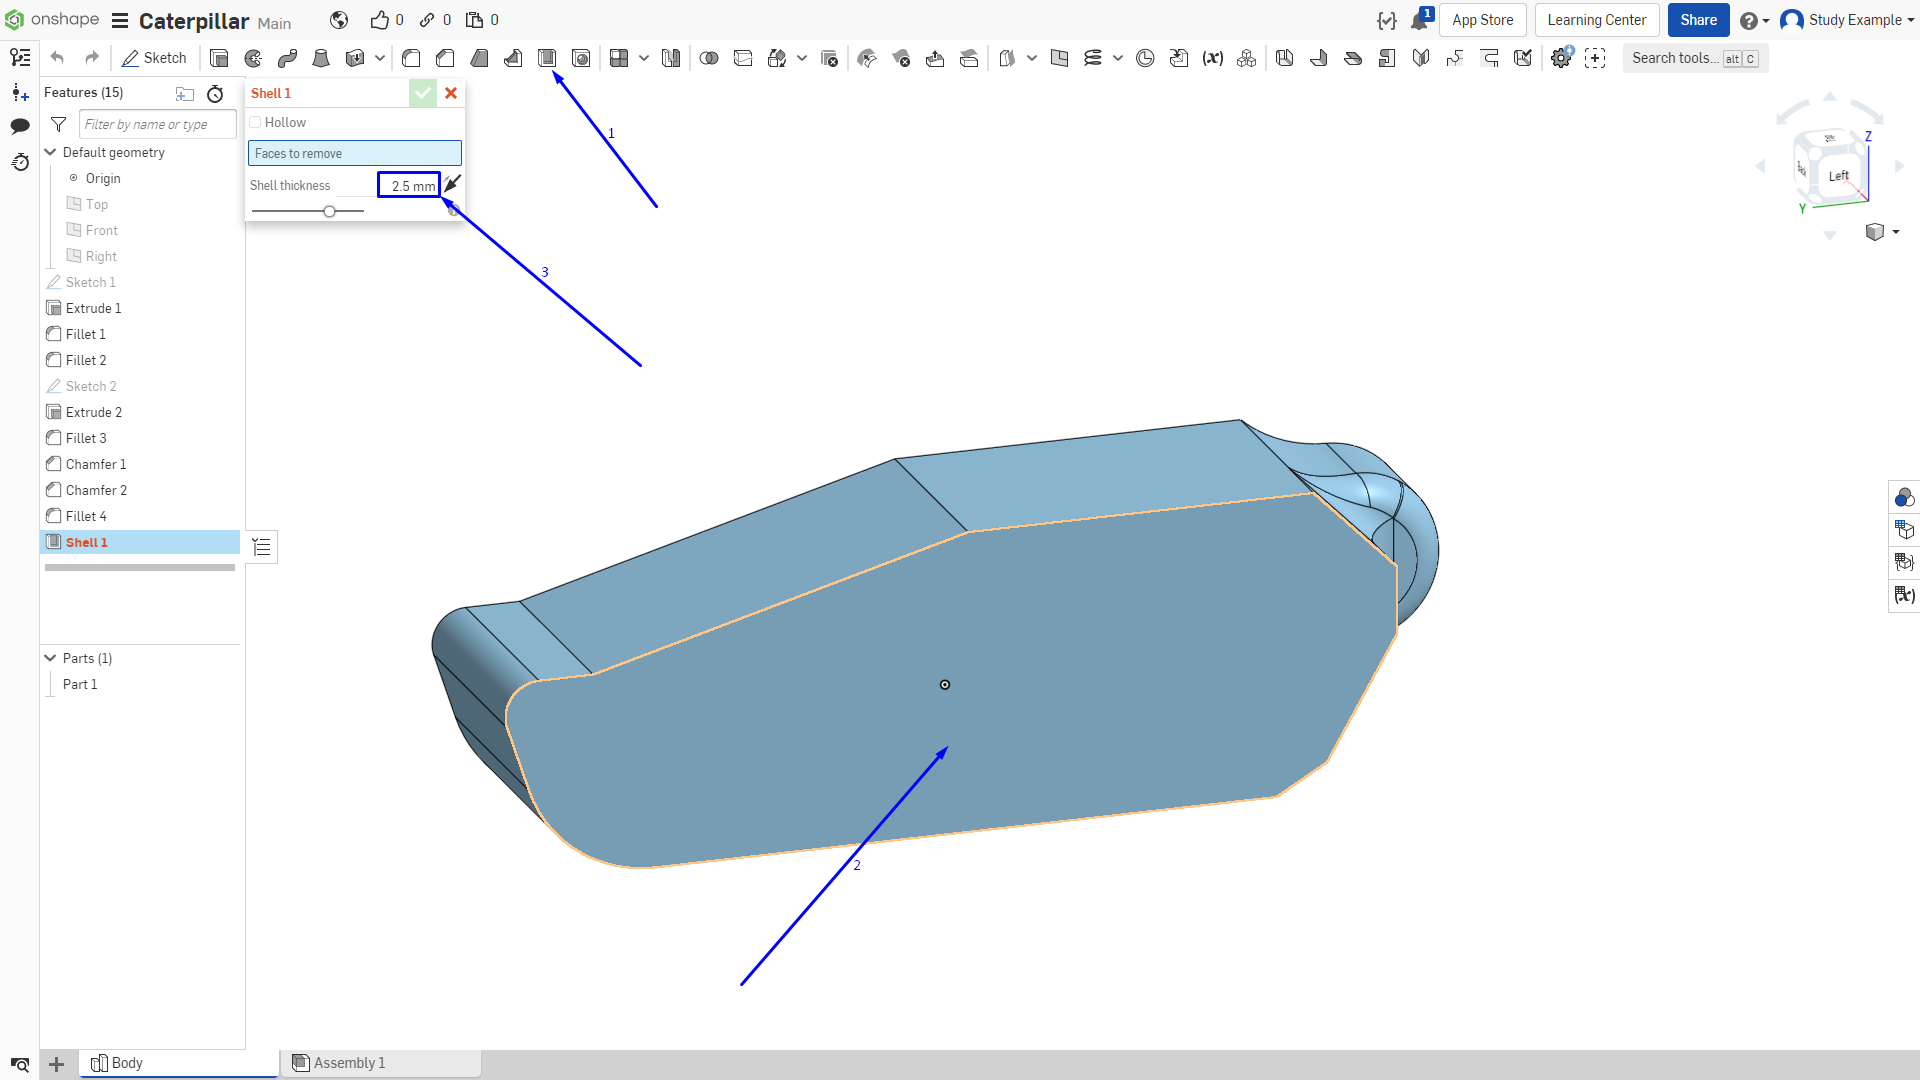 onshape Caterpillar Main 0 0 0 1 App Store Learning Center Share Study Example
Sketch (x) Search tools... alt C
Features (15)
Filter by name or type
Default geometry
Origin
Top
Front
Right
Sketch 1
Extrude 1
Fillet 1
Fillet 2
Sketch 2
Extrude 2
Fillet 3
Chamfer 1
Chamfer 2
Fillet 4
Shell 1
Parts (1)
Part 1
Shell 1
Hollow
Faces to remove
Shell thickness 2.5 mm
1
3
2
Z
Left
Y
(x)
Body Assembly 1